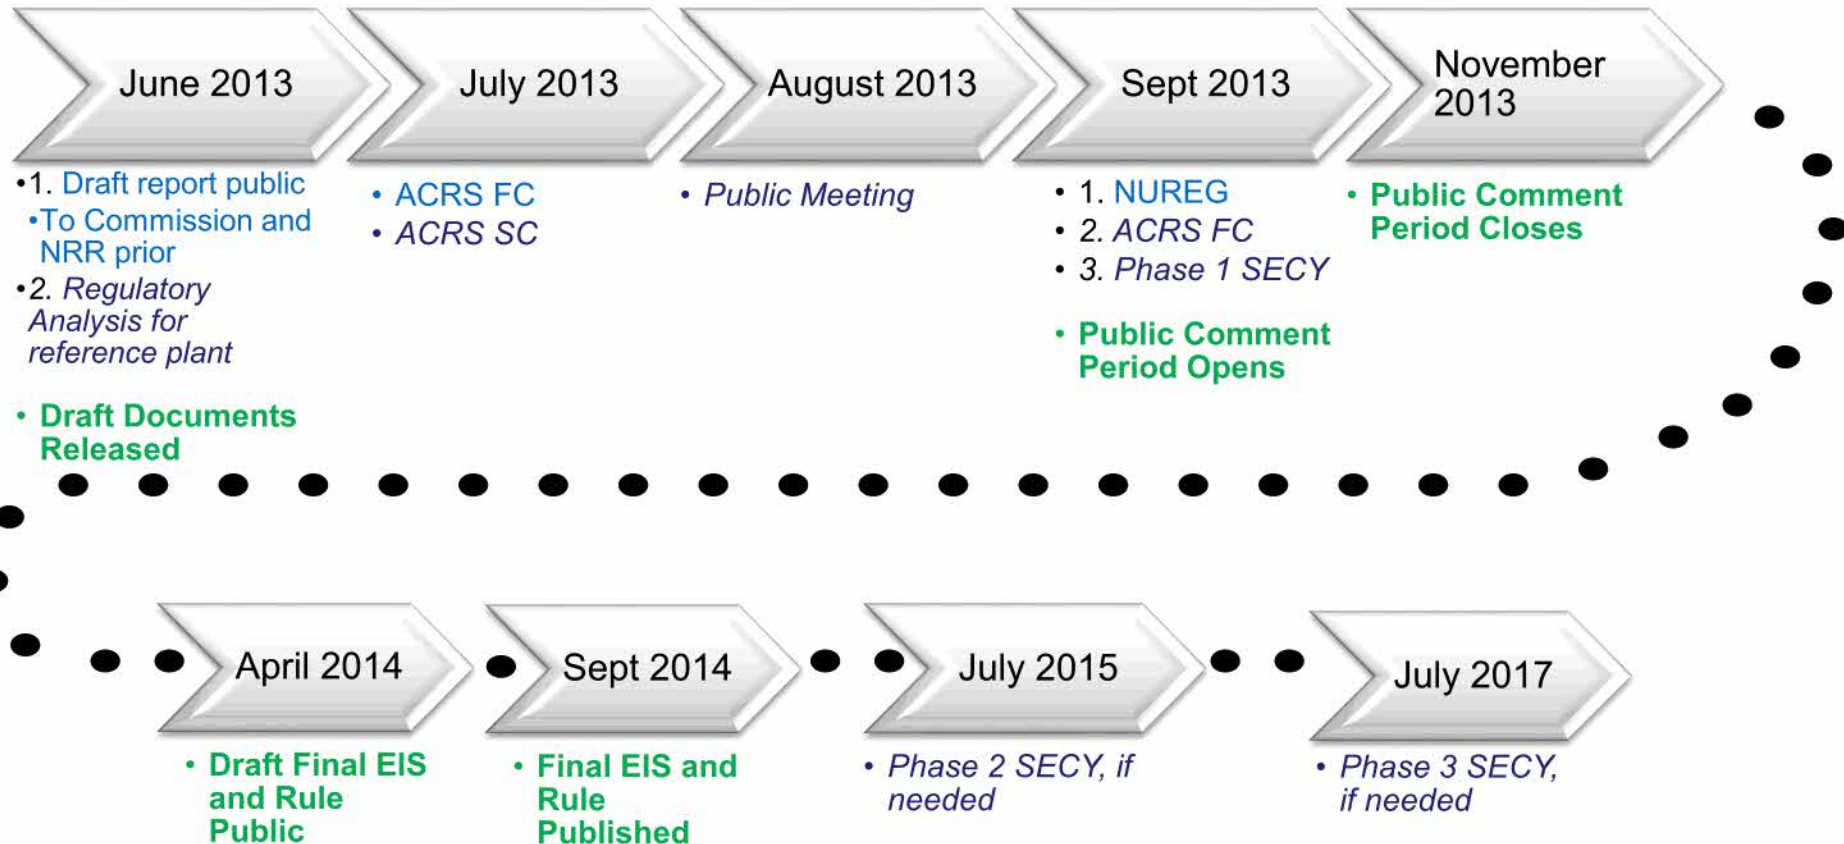 June 2013
July 2013
August 2013
Sept 2013
November
2013
•1. Draft report public
•To Commission and
NRR prior
•2. Regulatory
Analysis for
reference plant
• Draft Documents
Released
• ACRS FC
• ACRS SC
• Public Meeting
• 1. NUREG
• 2. ACRS FC
• 3. Phase 1 SECY
• Public Comment
Period Opens
• Public Comment
Period Closes
April 2014
Sept 2014
July 2015
July 2017
• Draft Final EIS
and Rule
Public
• Final EIS and
Rule
Published
• Phase 2 SECY, if
needed
• Phase 3 SECY,
if needed